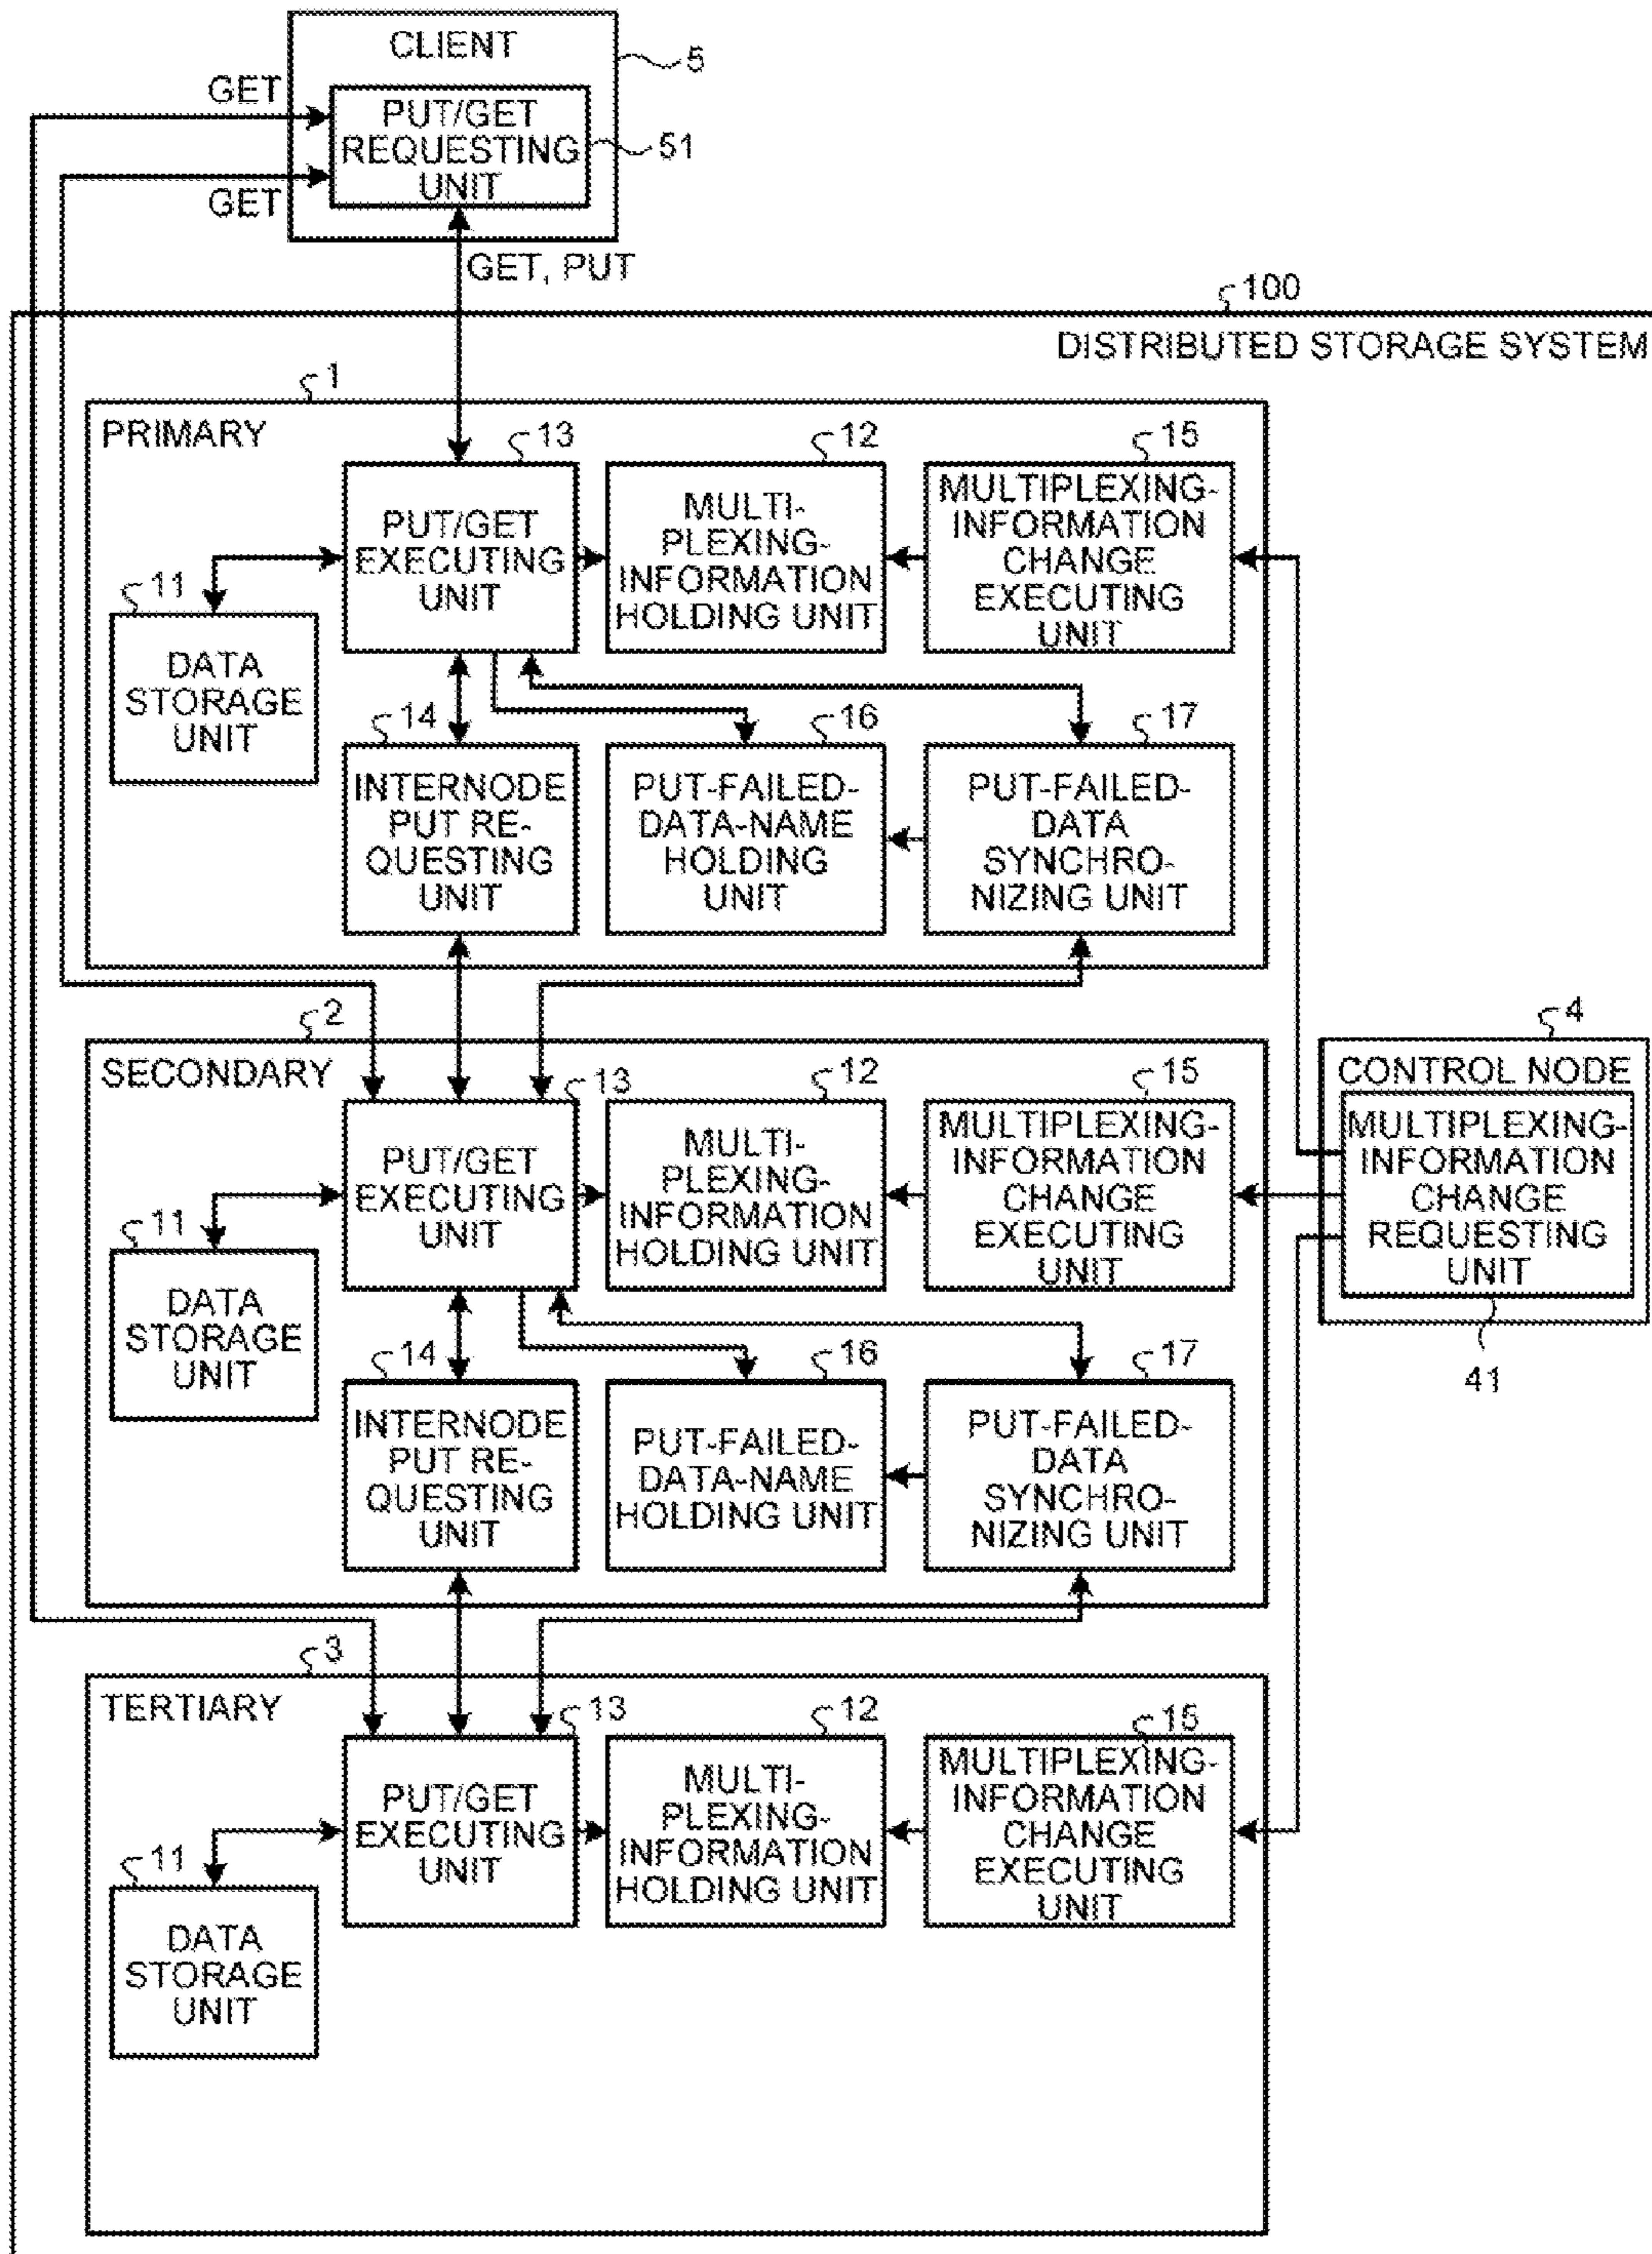 CLIENT
5
GET
PUT/GET
REQUESTING
UNIT
51
GET
GET, PUT
100
DISTRIBUTED STORAGE SYSTEM
1
PRIMARY
13
12
15
PUT/GET
EXECUTING
UNIT
MULTI-
PLEXING-
INFORMATION
HOLDING UNIT
MULTIPLEXING-
INFORMATION
CHANGE
EXECUTING
UNIT
11
DATA
STORAGE
UNIT
14
16
17
INTERNODE
PUT RE-
QUESTING
UNIT
PUT-FAILED-
DATA-NAME
HOLDING
UNIT
PUT-FAILED-
DATA
SYNCHRO-
NIZING UNIT
2
SECONDARY
13
12
15
PUT/GET
EXECUTING
UNIT
MULTI-
PLEXING-
INFORMATION
HOLDING UNIT
MULTIPLEXING-
INFORMATION
CHANGE
EXECUTING
UNIT
4
CONTROL NODE
MULTIPLEXING-
INFORMATION
CHANGE
REQUESTING
UNIT
41
11
DATA
STORAGE
UNIT
14
16
17
INTERNODE
PUT RE-
QUESTING
UNIT
PUT-FAILED-
DATA-NAME
HOLDING UNIT
PUT-FAILED-
DATA
SYNCHRO-
NIZING UNIT
3
TERTIARY
13
12
15
PUT/GET
EXECUTING
UNIT
MULTI-
PLEXING-
INFORMATION
HOLDING UNIT
MULTIPLEXING-
INFORMATION
CHANGE
EXECUTING
UNIT
11
DATA
STORAGE
UNIT